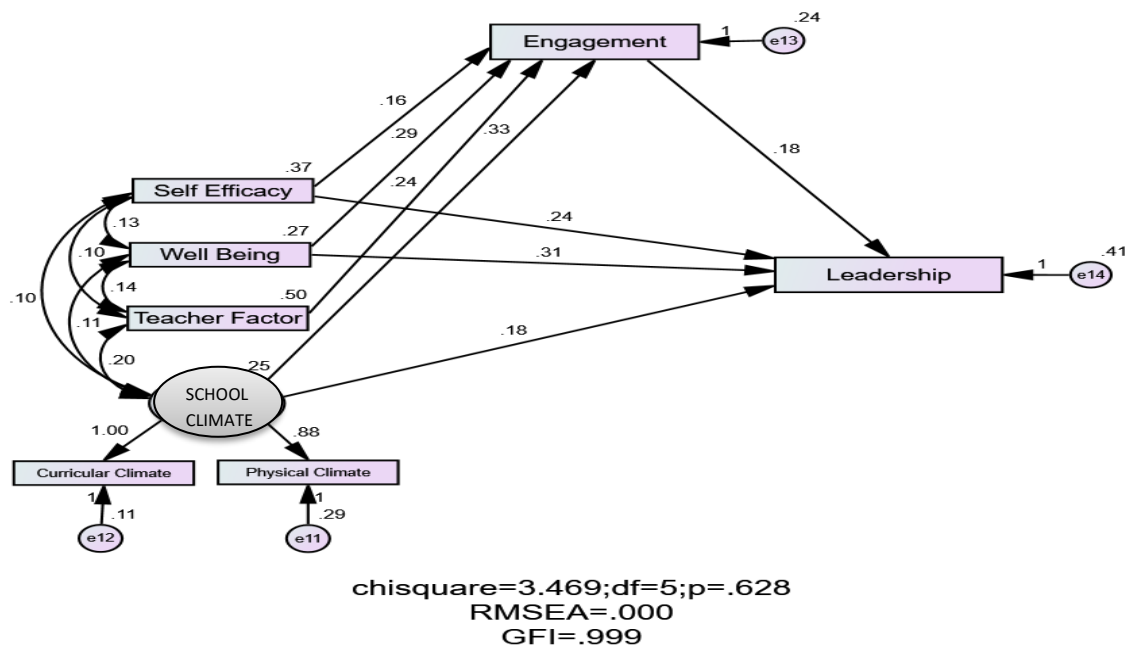 .24
1
e13
Engagement
.16
.29
.33
.24
.18
.37
Self Efficacy
.13
.24
.27
.10
Well Being
.31
.41
1
e14
Leadership
.14
.50
.10
.11
Teacher Factor
.18
.20
.25
SCHOOL
CLIMATE
1.00
.88
Curricular Climate
Physical Climate
1
.11
1
.29
e12
e11
chisquare=3.469;df=5;p=.628
RMSEA=.000
GFI=.999